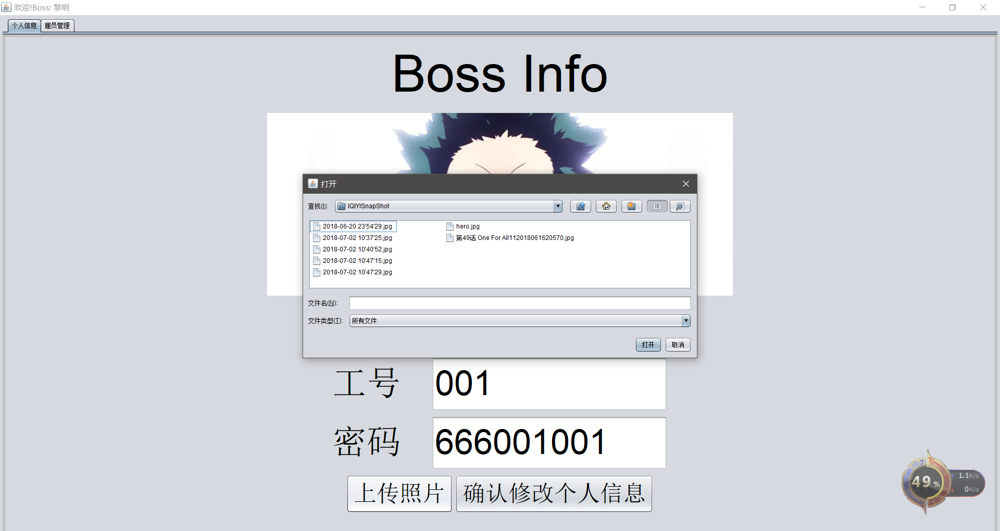 欢迎!Boss: 黎明
个人信息
雇员管理
Boss Info
打开
查找(I):
IQIYISnapShot
2018-06-20 23'54'29.jpg
2018-07-02 10'37'25.jpg
2018-07-02 10'40'52.jpg
2018-07-02 10'47'15.jpg
2018-07-02 10'47'29.jpg
hero.jpg
第49话 One For All112018061620570.jpg
文件名(N):
文件类型(T):
所有文件
打开
取消
工号
001
密码
666001001
上传照片
确认修改个人信息
49%
1.1K/s
0K/s